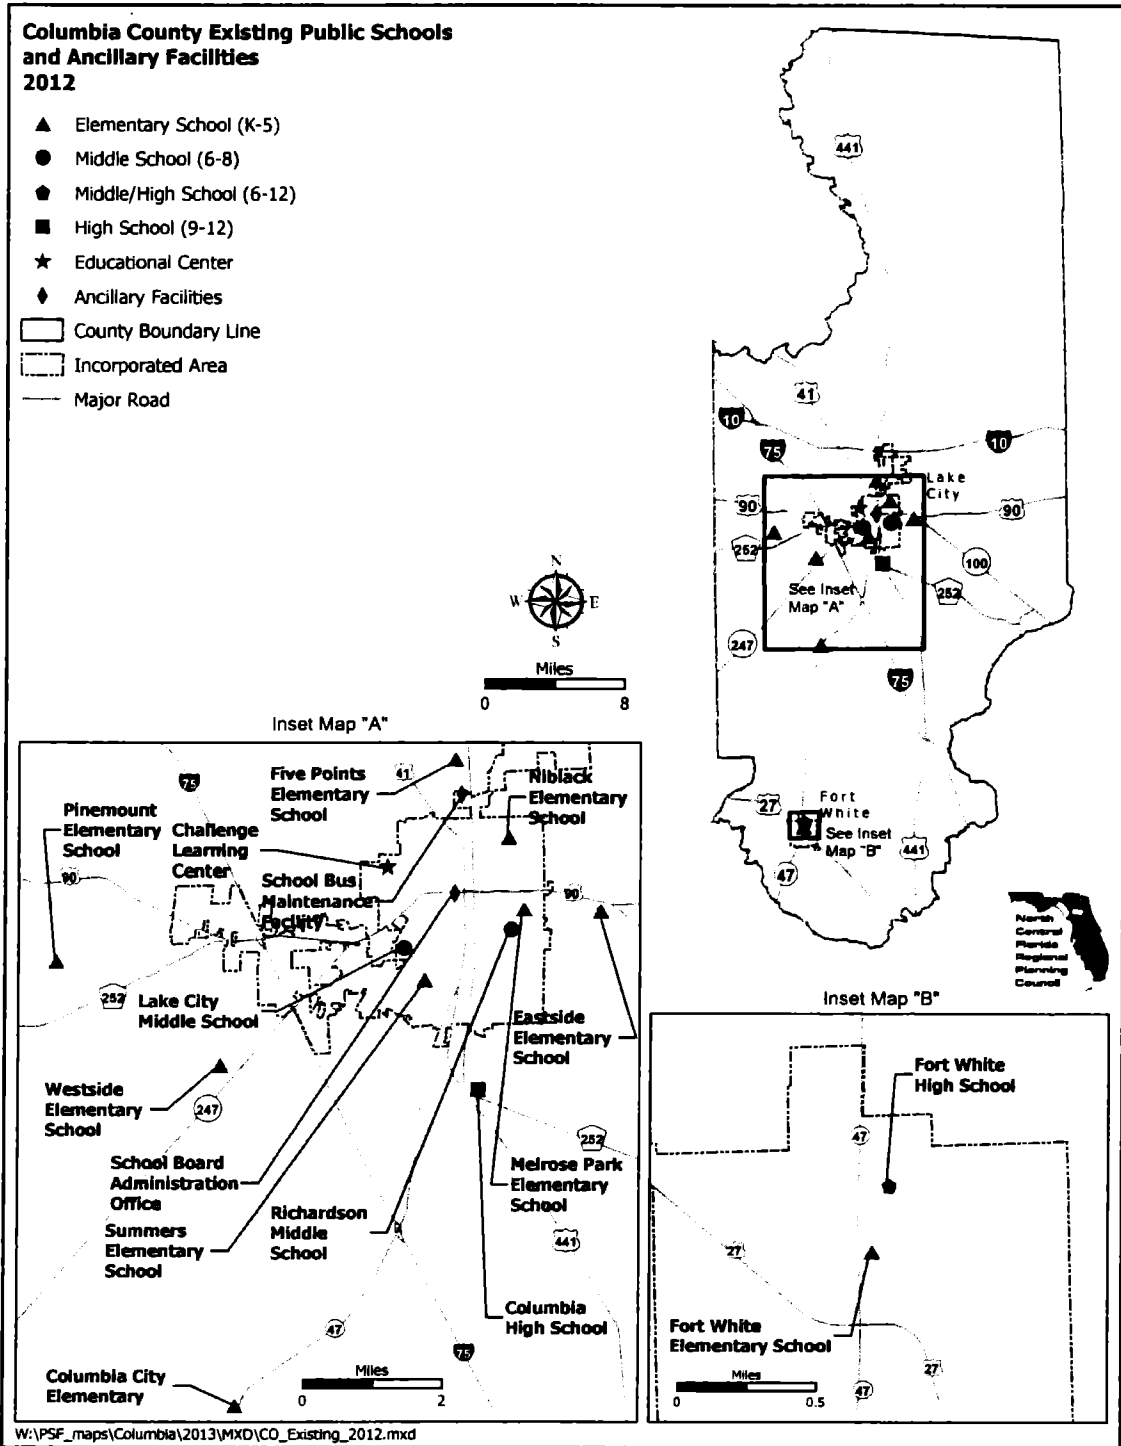 Columbia County Existing Public Schools
and Ancillary Facilities
2012
Elementary School (K-5)
Middle School (6-8)
Middle/High School (6-12)
High School (9-12)
Educational Center
Ancillary Facilities
County Boundary Line
Incorporated Area
Major Road
441
41
10
10
75
Lake
City
90
90
252
100
See Inset
Map "A"
252
247
75
N
W
E
S
Miles
0
8
27
Fort
White
See Inset
Map "B"
441
47
North
Central
Florida
Regional
Planning
Council
Inset Map "A"
75
41
Five Points
Elementary
School
Niblack
Elementary
School
Pinemount
Elementary
School
Challenge
Learning
Center
90
School Bus
Maintenance
Facility
90
252
Lake City
Middle School
Eastside
Elementary
School
Westside
Elementary
School
247
252
School Board
Administration
Office
Melrose Park
Elementary
School
Summers
Elementary
School
Richardson
Middle
School
441
Columbia
High School
47
75
Columbia City
Elementary
Miles
0
2
Inset Map "B"
Fort White
High School
47
27
Fort White
Elementary School
27
47
Miles
0
0.5
W:\PSF_maps\Columbia\2013\MXD\CO_Existing_2012.mxd